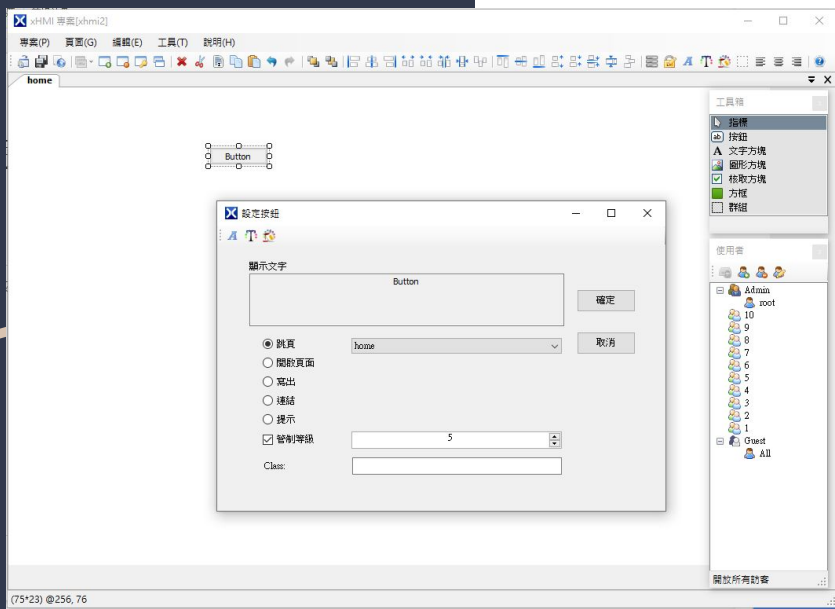 xHMI 專案[xhmi2]
專案(P) 頁面(G) 編輯(E) 工具(T) 說明(H)
home
Button
工具箱
指標
按鈕
文字方塊
圖形方塊
核取方塊
方框
群組
設定按鈕
顯示文字
Button
確定
取消
跳頁 home
開啟頁面
寫出
連結
提示
管制等級 5
Class:
使用者
Admin
root
10
9
8
7
6
5
4
3
2
1
Guest
All
開放所有訪客
(75*23) @256, 76